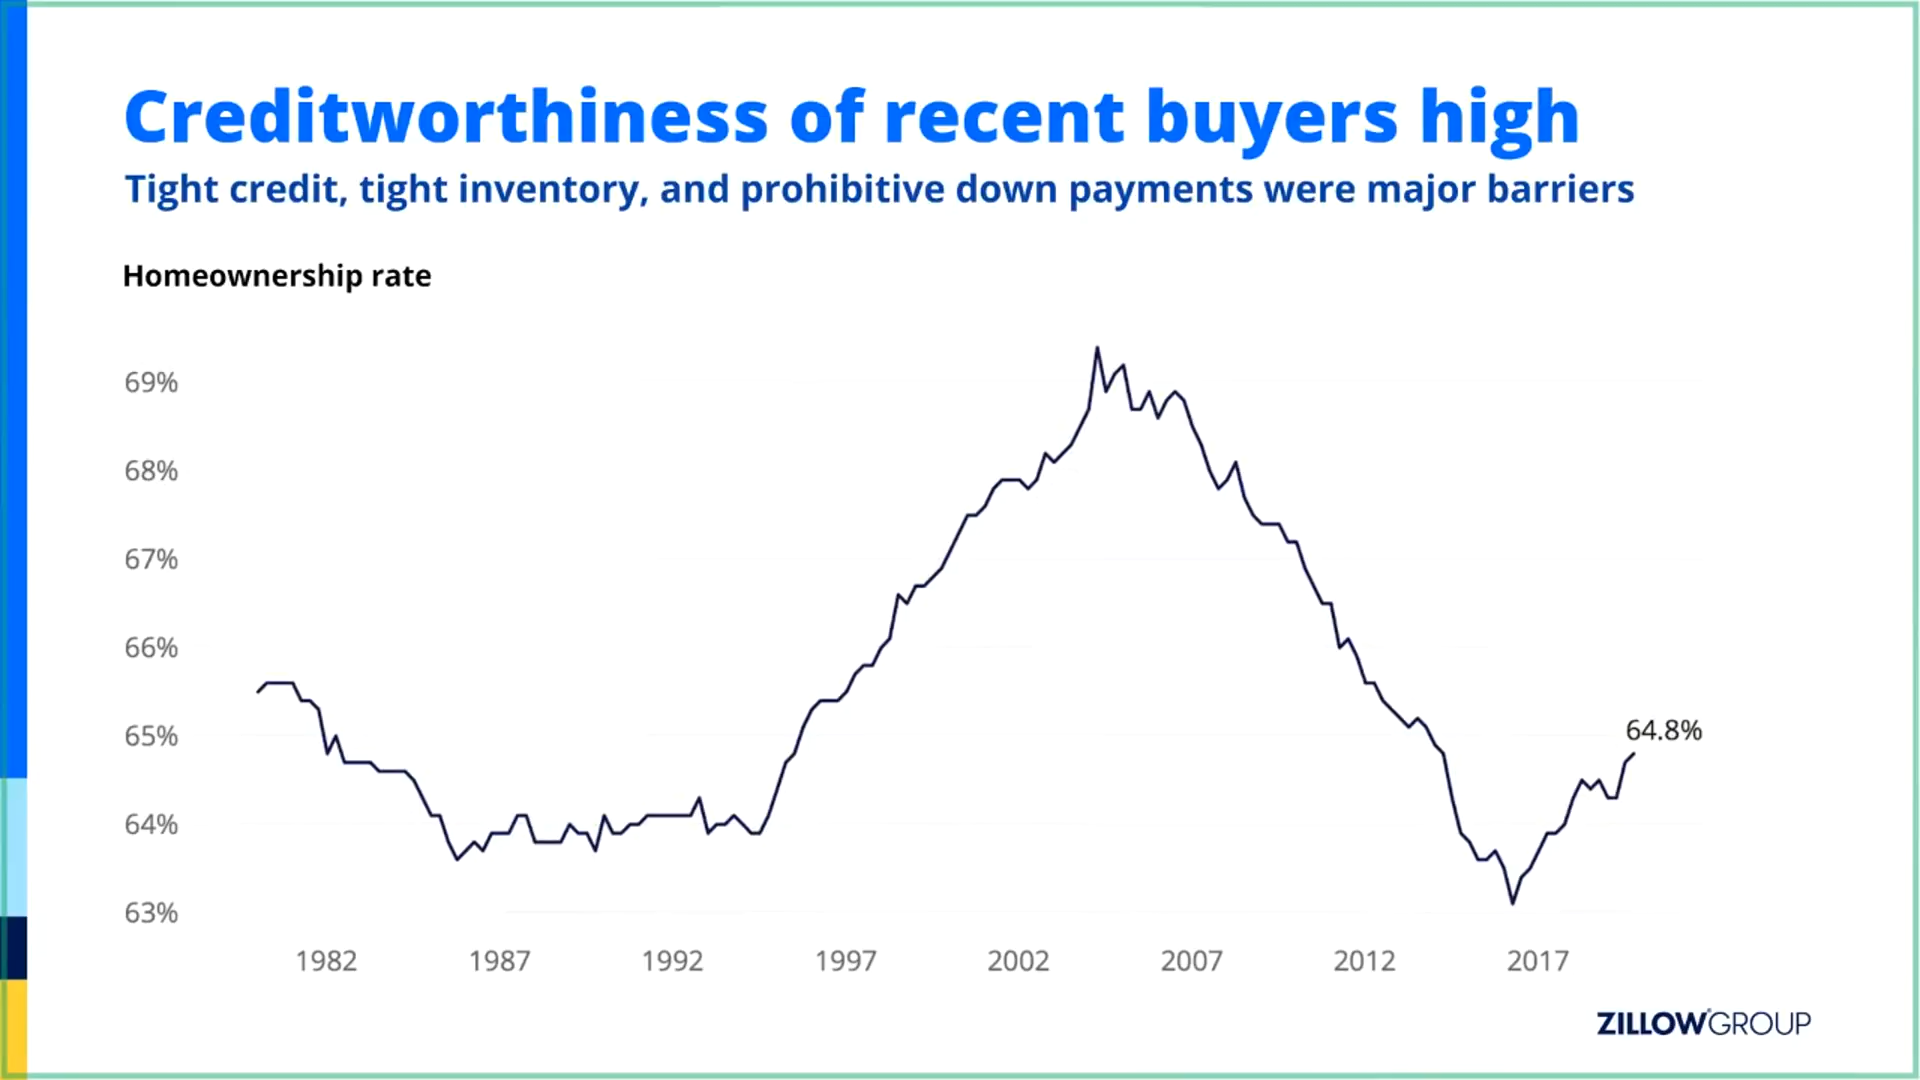 Creditworthiness of recent buyers high
Tight credit, tight inventory, and prohibitive down payments were major barriers
Homeownership rate
69%
68%
67%
66%
65%
64%
63%
64.8%
1982 1987 1992 1997 2002 2007 2012 2017
ZILLOW GROUP